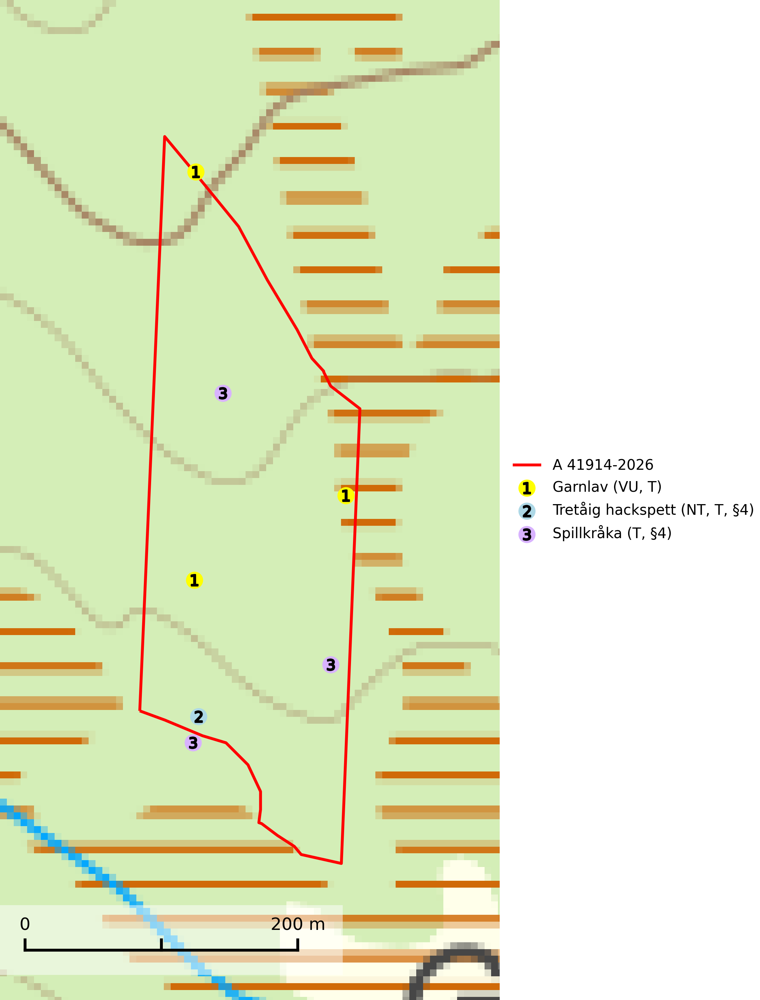 1
3
1
1
3
2
3
0 200 m
A 41914-2026
1 Garnlav (VU, T)
2 Tretåig hackspett (NT, T, §4)
3 Spillkråka (T, §4)